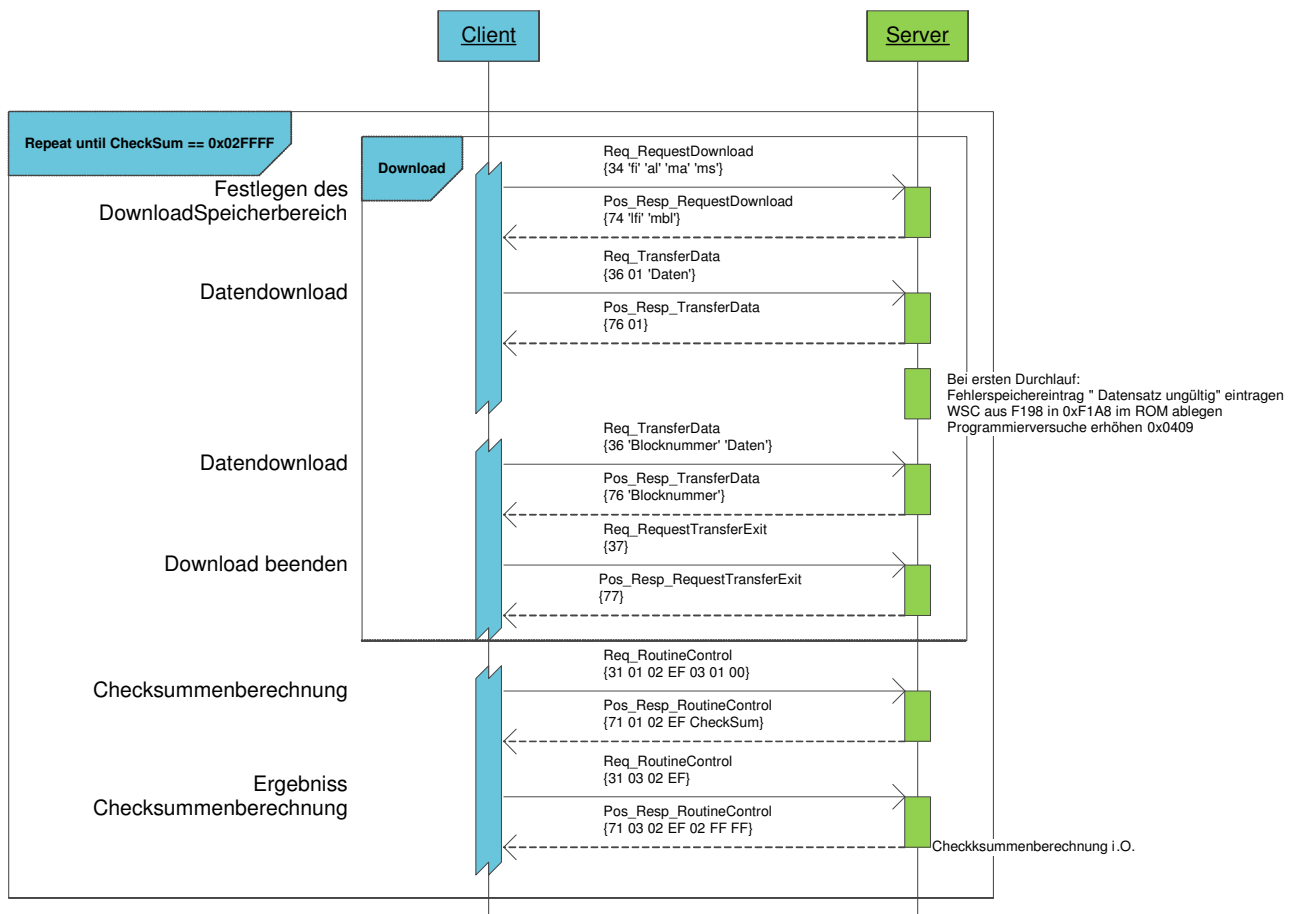 Client
Server
Repeat until CheckSum == 0x02FFFF
Download
Festlegen des
DownloadSpeicherbereich
Req_RequestDownload
{34 'fi' 'al' 'ma' 'ms'}
Pos_Resp_RequestDownload
{74 'lfi' 'mbl'}
Datendownload
Req_TransferData
{36 01 'Daten'}
Pos_Resp_TransferData
{76 01}
Bei ersten Durchlauf:
Fehlerspeichereintrag " Datensatz ungültig" eintragen
WSC aus F198 in 0xF1A8 im ROM ablegen
Programmierversuche erhöhen 0x0409
Datendownload
Req_TransferData
{36 'Blocknummer' 'Daten'}
Pos_Resp_TransferData
{76 'Blocknummer'}
Download beenden
Req_RequestTransferExit
{37}
Pos_Resp_RequestTransferExit
{77}
Checksummenberechnung
Req_RoutineControl
{31 01 02 EF 03 01 00}
Pos_Resp_RoutineControl
{71 01 02 EF CheckSum}
Ergebniss
Checksummenberechnung
Req_RoutineControl
{31 03 02 EF}
Pos_Resp_RoutineControl
{71 03 02 EF 02 FF FF}
Checkksummenberechnung i.O.